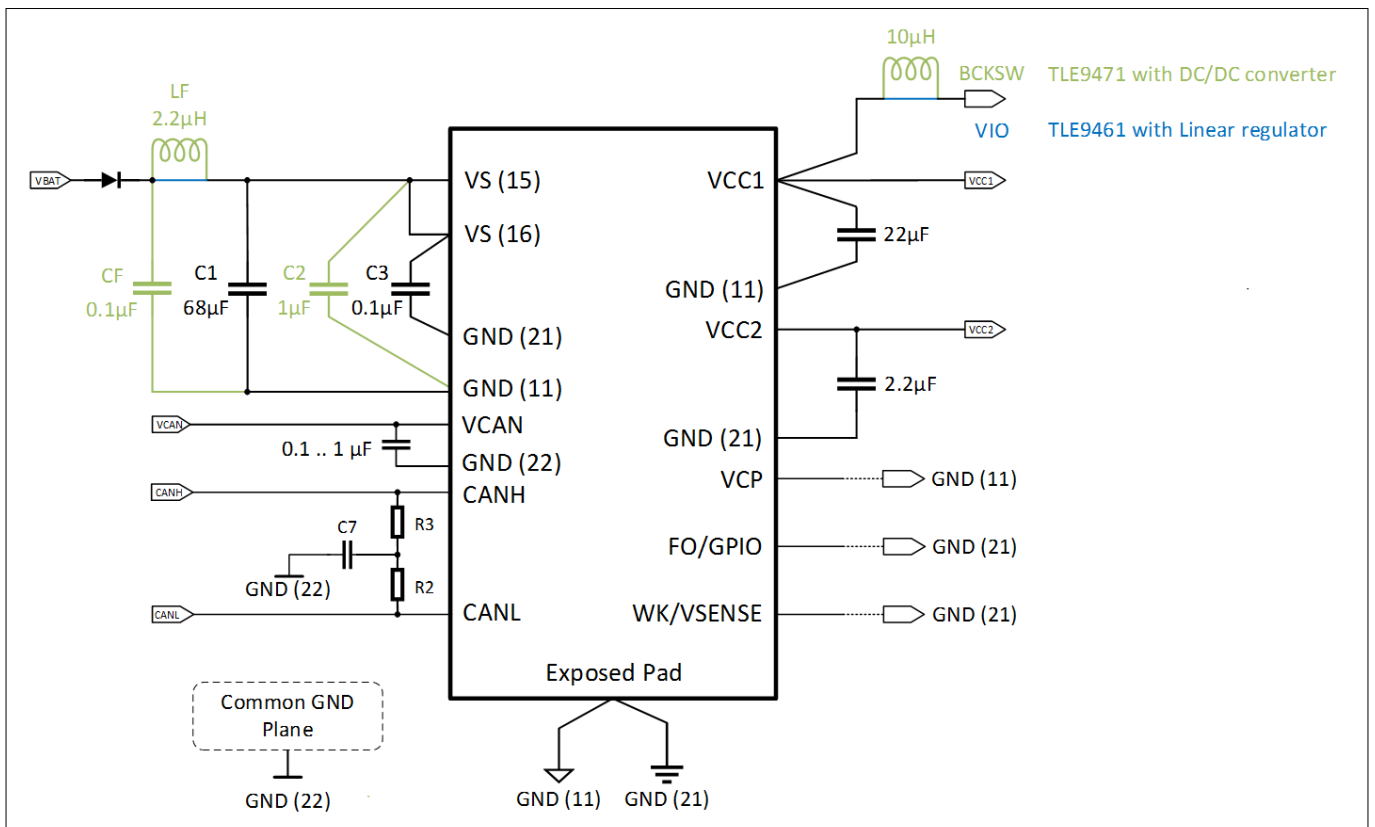 10µH
BCKSW TLE9471 with DC/DC converter
VIO TLE9461 with Linear regulator
LF
2.2µH
VBAT
VS (15)
VCC1
VCC1
VS (16)
22µF
CF
0.1µF
C1
68µF
C2
1µF
C3
0.1µF
GND (11)
GND (21)
VCC2
VCC2
GND (11)
2.2µF
VCAN
VCAN
0.1 .. 1 µF
GND (21)
GND (22)
VCP
GND (11)
CANH
CANH
C7
R3
FO/GPIO
GND (21)
GND (22)
R2
CANL
CANL
WK/VSENSE
GND (21)
Exposed Pad
Common GND
Plane
GND (22)
GND (11)
GND (21)